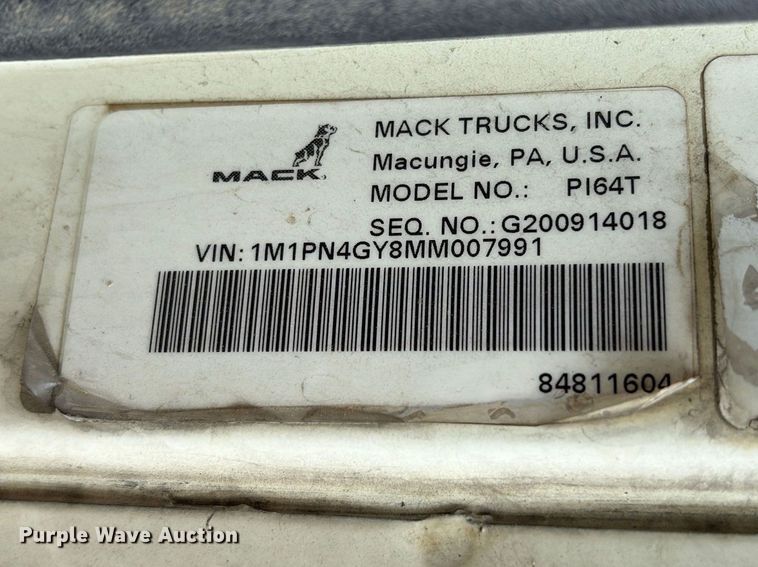 MACK
MACK TRUCKS, INC.
Macungie, PA, U.S.A.
MODEL NO.: PI64T
SEQ. NO.: G200914018
VIN: 1M1PN4GY8MM007991
84811604
Purple Wave Auction